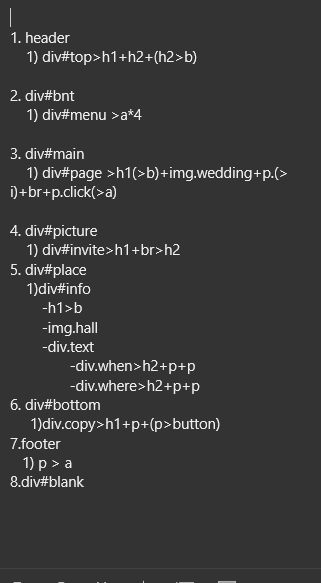 1. header
1) div#top>h1+h2+(h2>b)
2. div#bnt
1) div#menu >a*4
3. div#main
1) div#page >h1(>b)+img.wedding+p.(>
i)+br+p.click(>a)
4. div#picture
1) div#invite>h1+br>h2
5. div#place
1)div#info
-h1>b
-img.hall
-div.text
-div.when>h2+p+p
-div.where>h2+p+p
6. div#bottom
1)div.copy>h1+p+(p>button)
7.footer
1) p > a
8.div#blank